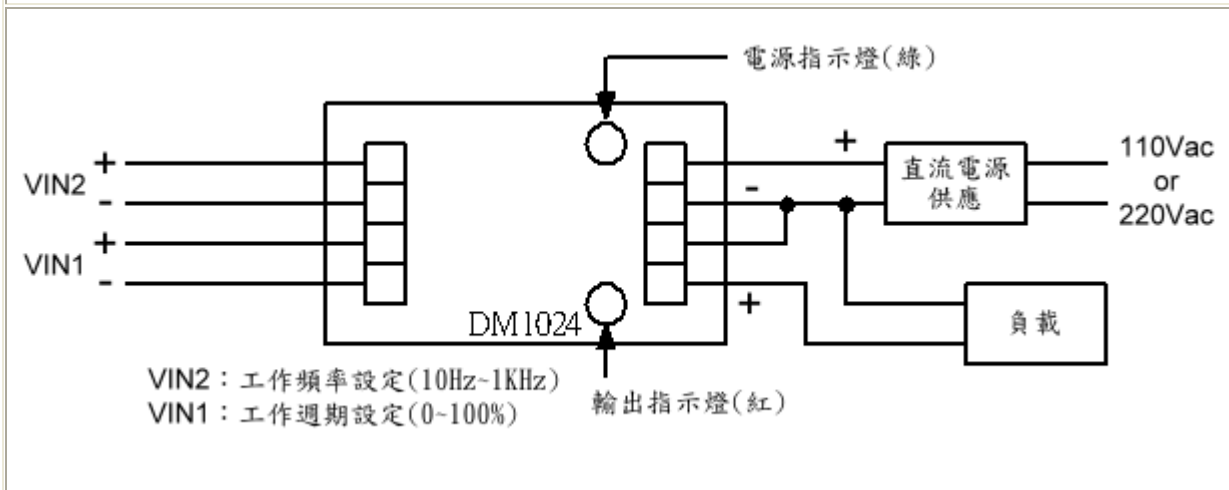 電源指示燈(綠)
+
-
VIN2
+
-
VIN1
+
-
直流電源
供應
110Vac
or
220Vac
+
負載
DM1024
VIN2：工作頻率設定(10Hz~1KHz)
VIN1：工作週期設定(0~100%)
輸出指示燈(紅)